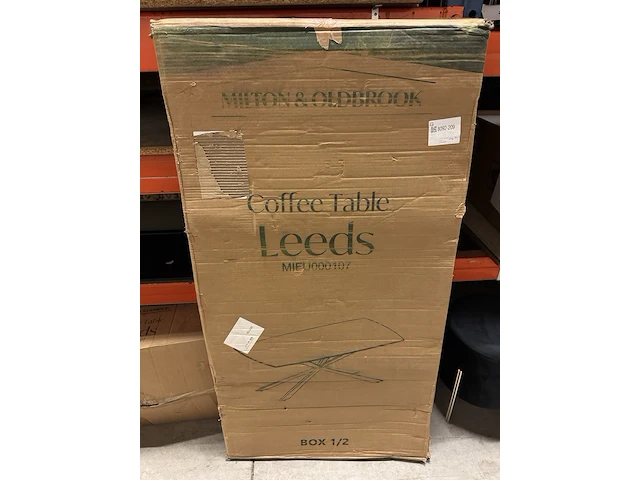 MILTON & OLDBROOK
Coffee Table
Leeds
MIEU000107
BOX 1/2